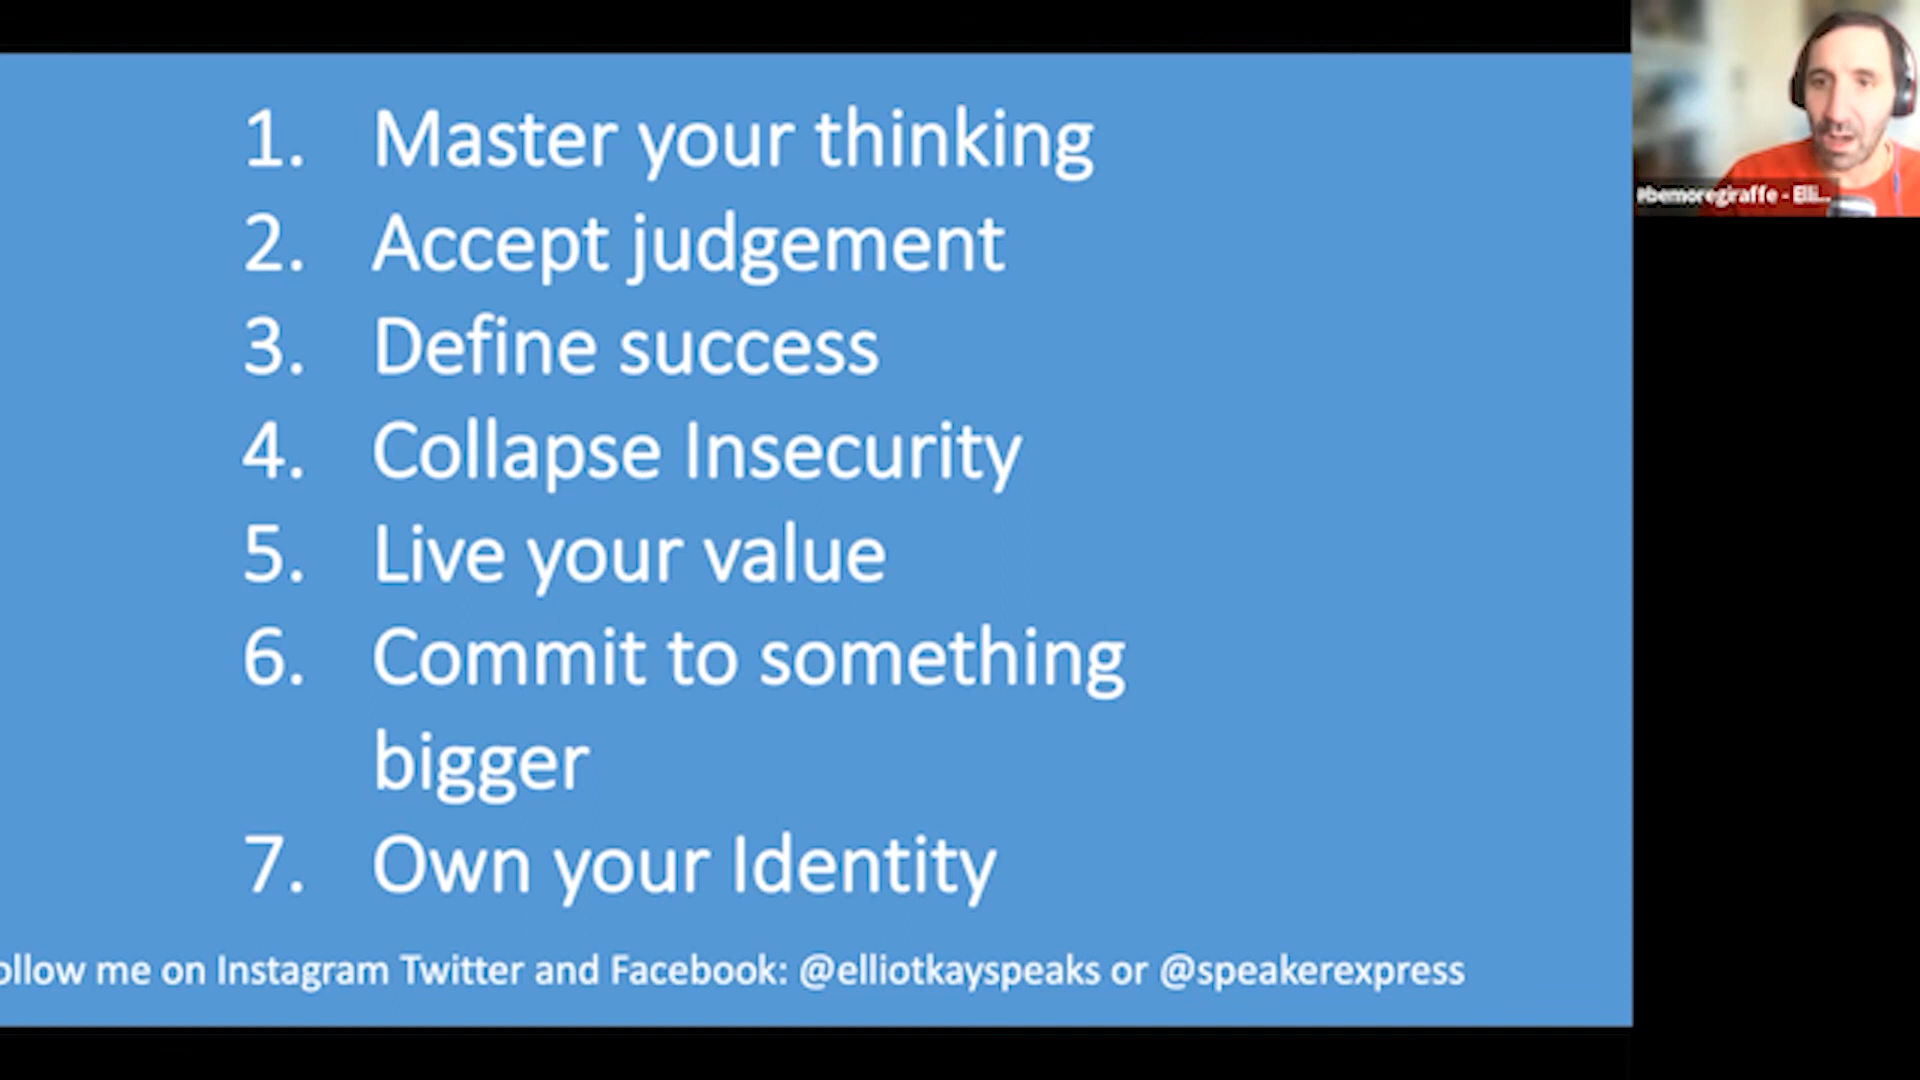 1. Master your thinking
2. Accept judgement
3. Define success
4. Collapse Insecurity
5. Live your value
6. Commit to something
bigger
7. Own your Identity
ollow me on Instagram Twitter and Facebook: @elliotkayspeaks or @speakerexpress
#bemoregiraffe - Elli...